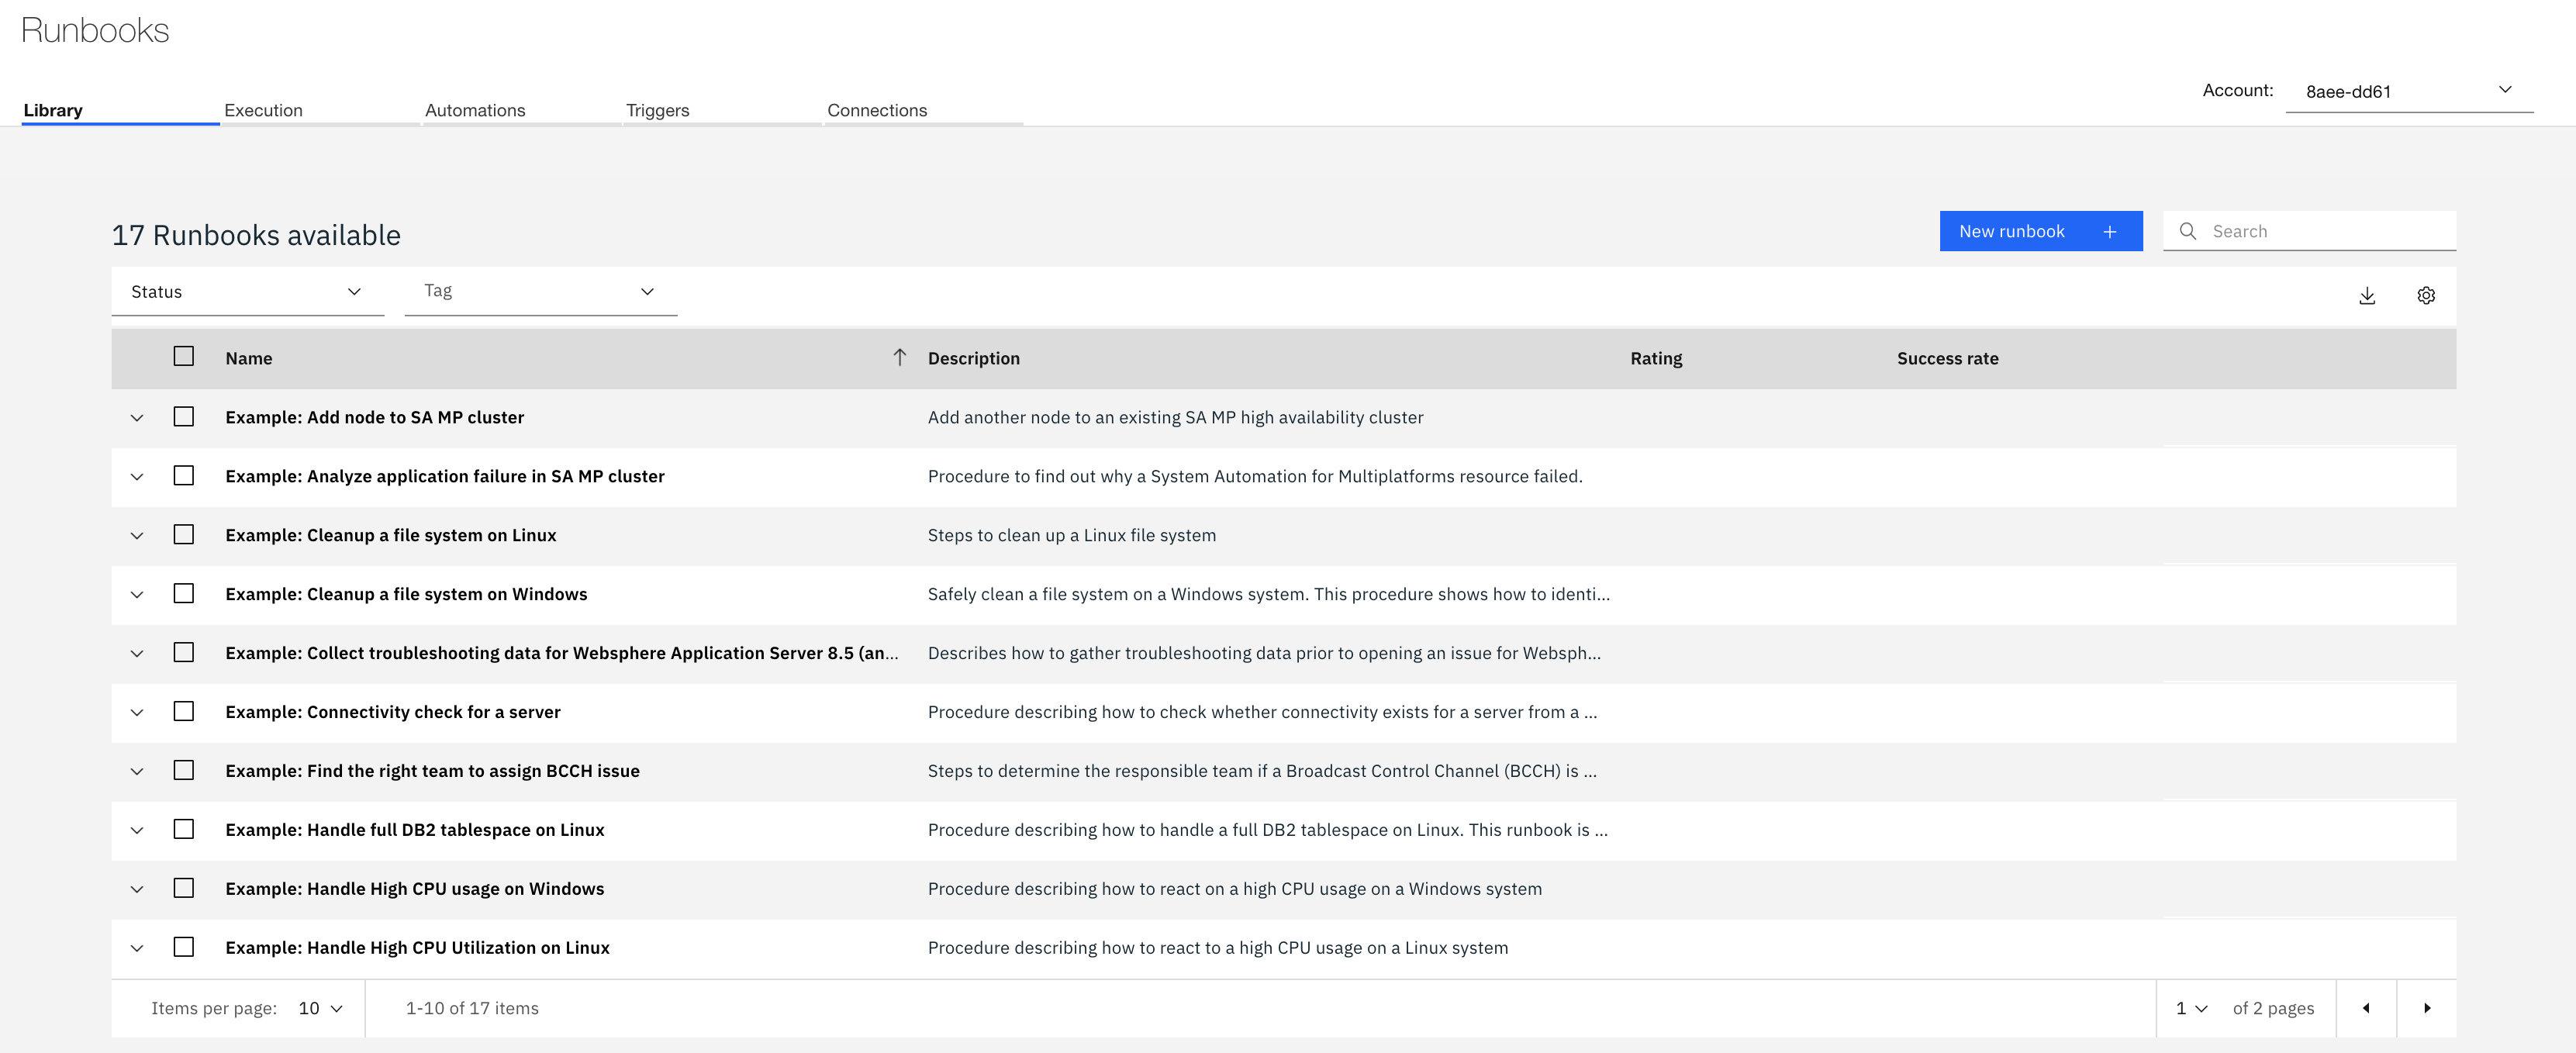 Runbooks
Account: 8aee-dd61
Library Execution Automations Triggers Connections
17 Runbooks available
New runbook + Search
Status Tag
Name Description Rating Success rate
Example: Add node to SA MP cluster Add another node to an existing SA MP high availability cluster
Example: Analyze application failure in SA MP cluster Procedure to find out why a System Automation for Multiplatforms resource failed.
Example: Cleanup a file system on Linux Steps to clean up a Linux file system
Example: Cleanup a file system on Windows Safely clean a file system on a Windows system. This procedure shows how to identi...
Example: Collect troubleshooting data for Websphere Application Server 8.5 (an... Describes how to gather troubleshooting data prior to opening an issue for Websph...
Example: Connectivity check for a server Procedure describing how to check whether connectivity exists for a server from a ...
Example: Find the right team to assign BCCH issue Steps to determine the responsible team if a Broadcast Control Channel (BCCH) is ...
Example: Handle full DB2 tablespace on Linux Procedure describing how to handle a full DB2 tablespace on Linux. This runbook is ...
Example: Handle High CPU usage on Windows Procedure describing how to react on a high CPU usage on a Windows system
Example: Handle High CPU Utilization on Linux Procedure describing how to react to a high CPU usage on a Linux system
Items per page: 10 1-10 of 17 items 1 of 2 pages